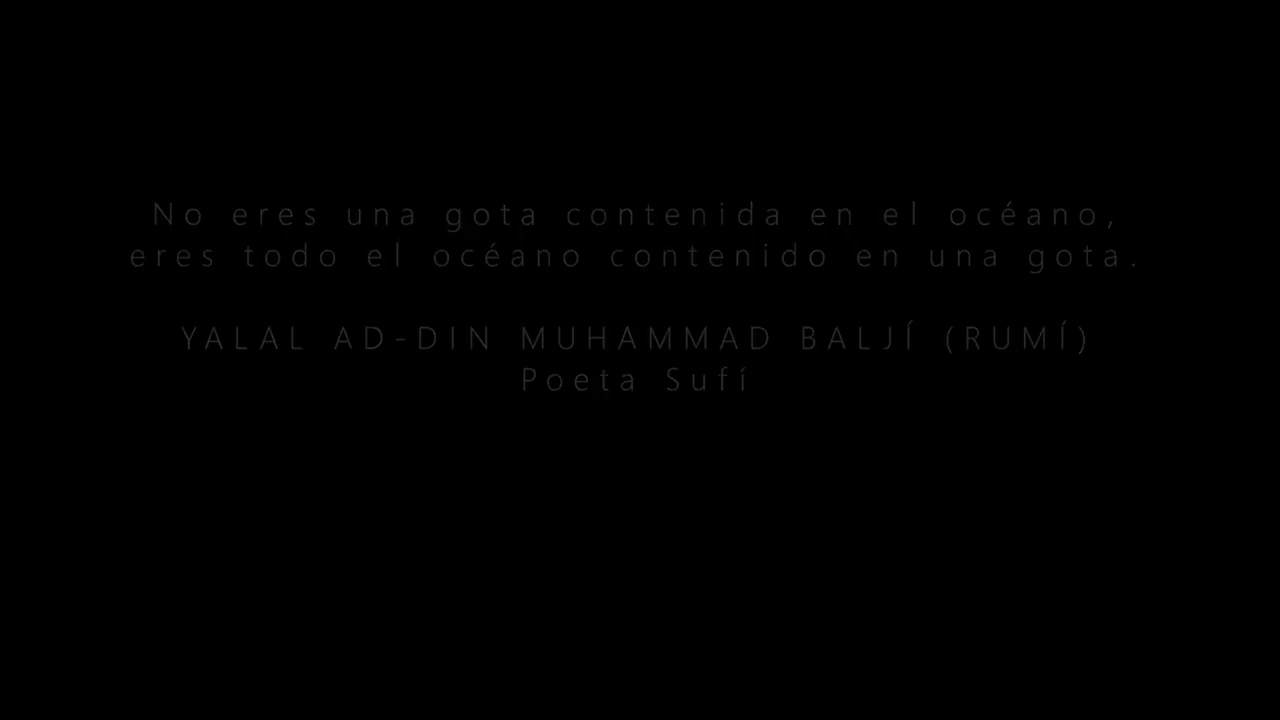 No eres una gota contenida en el océano,
eres todo el océano contenido en una gota.
YALAL AD-DIN MUHAMMAD BALJÍ (RUMÍ)
Poeta Sufí